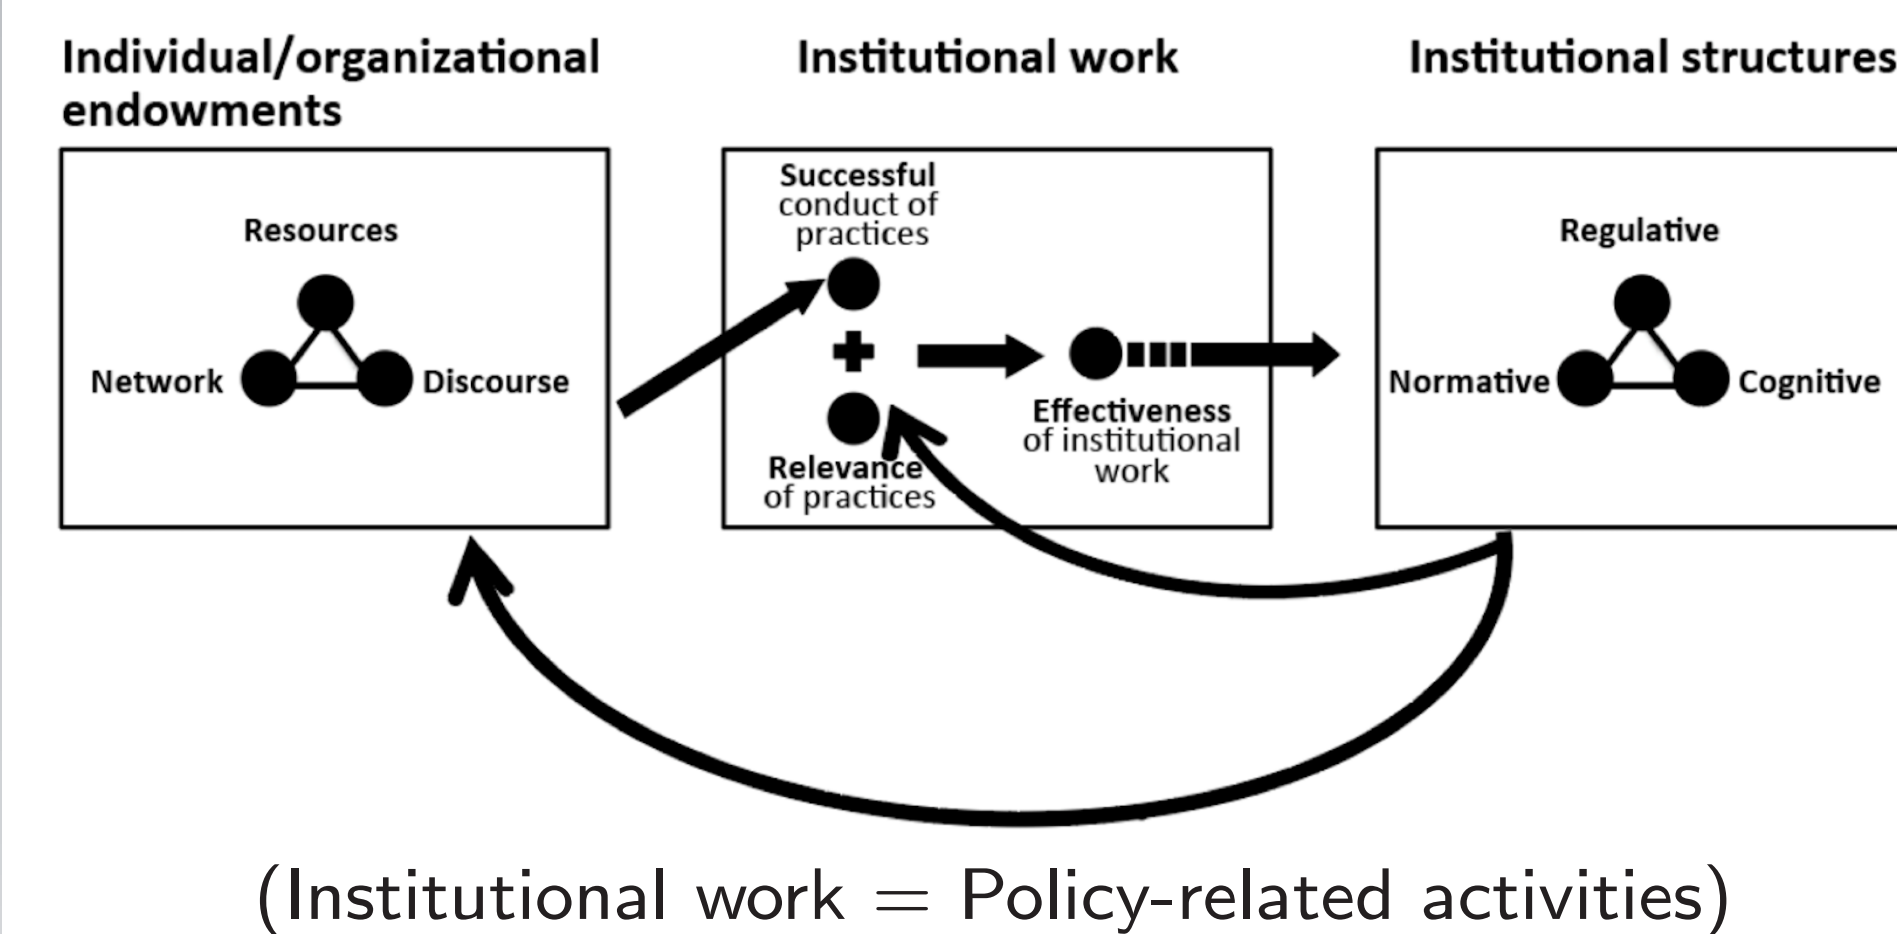 Individual/organizational
endowments
Institutional work
Institutional structures
Resources
Network
Discourse
Successful
conduct of
practices
Relevance
of practices
Effectiveness
of institutional
work
Regulative
Normative
Cognitive
(Institutional work = Policy-related activities)